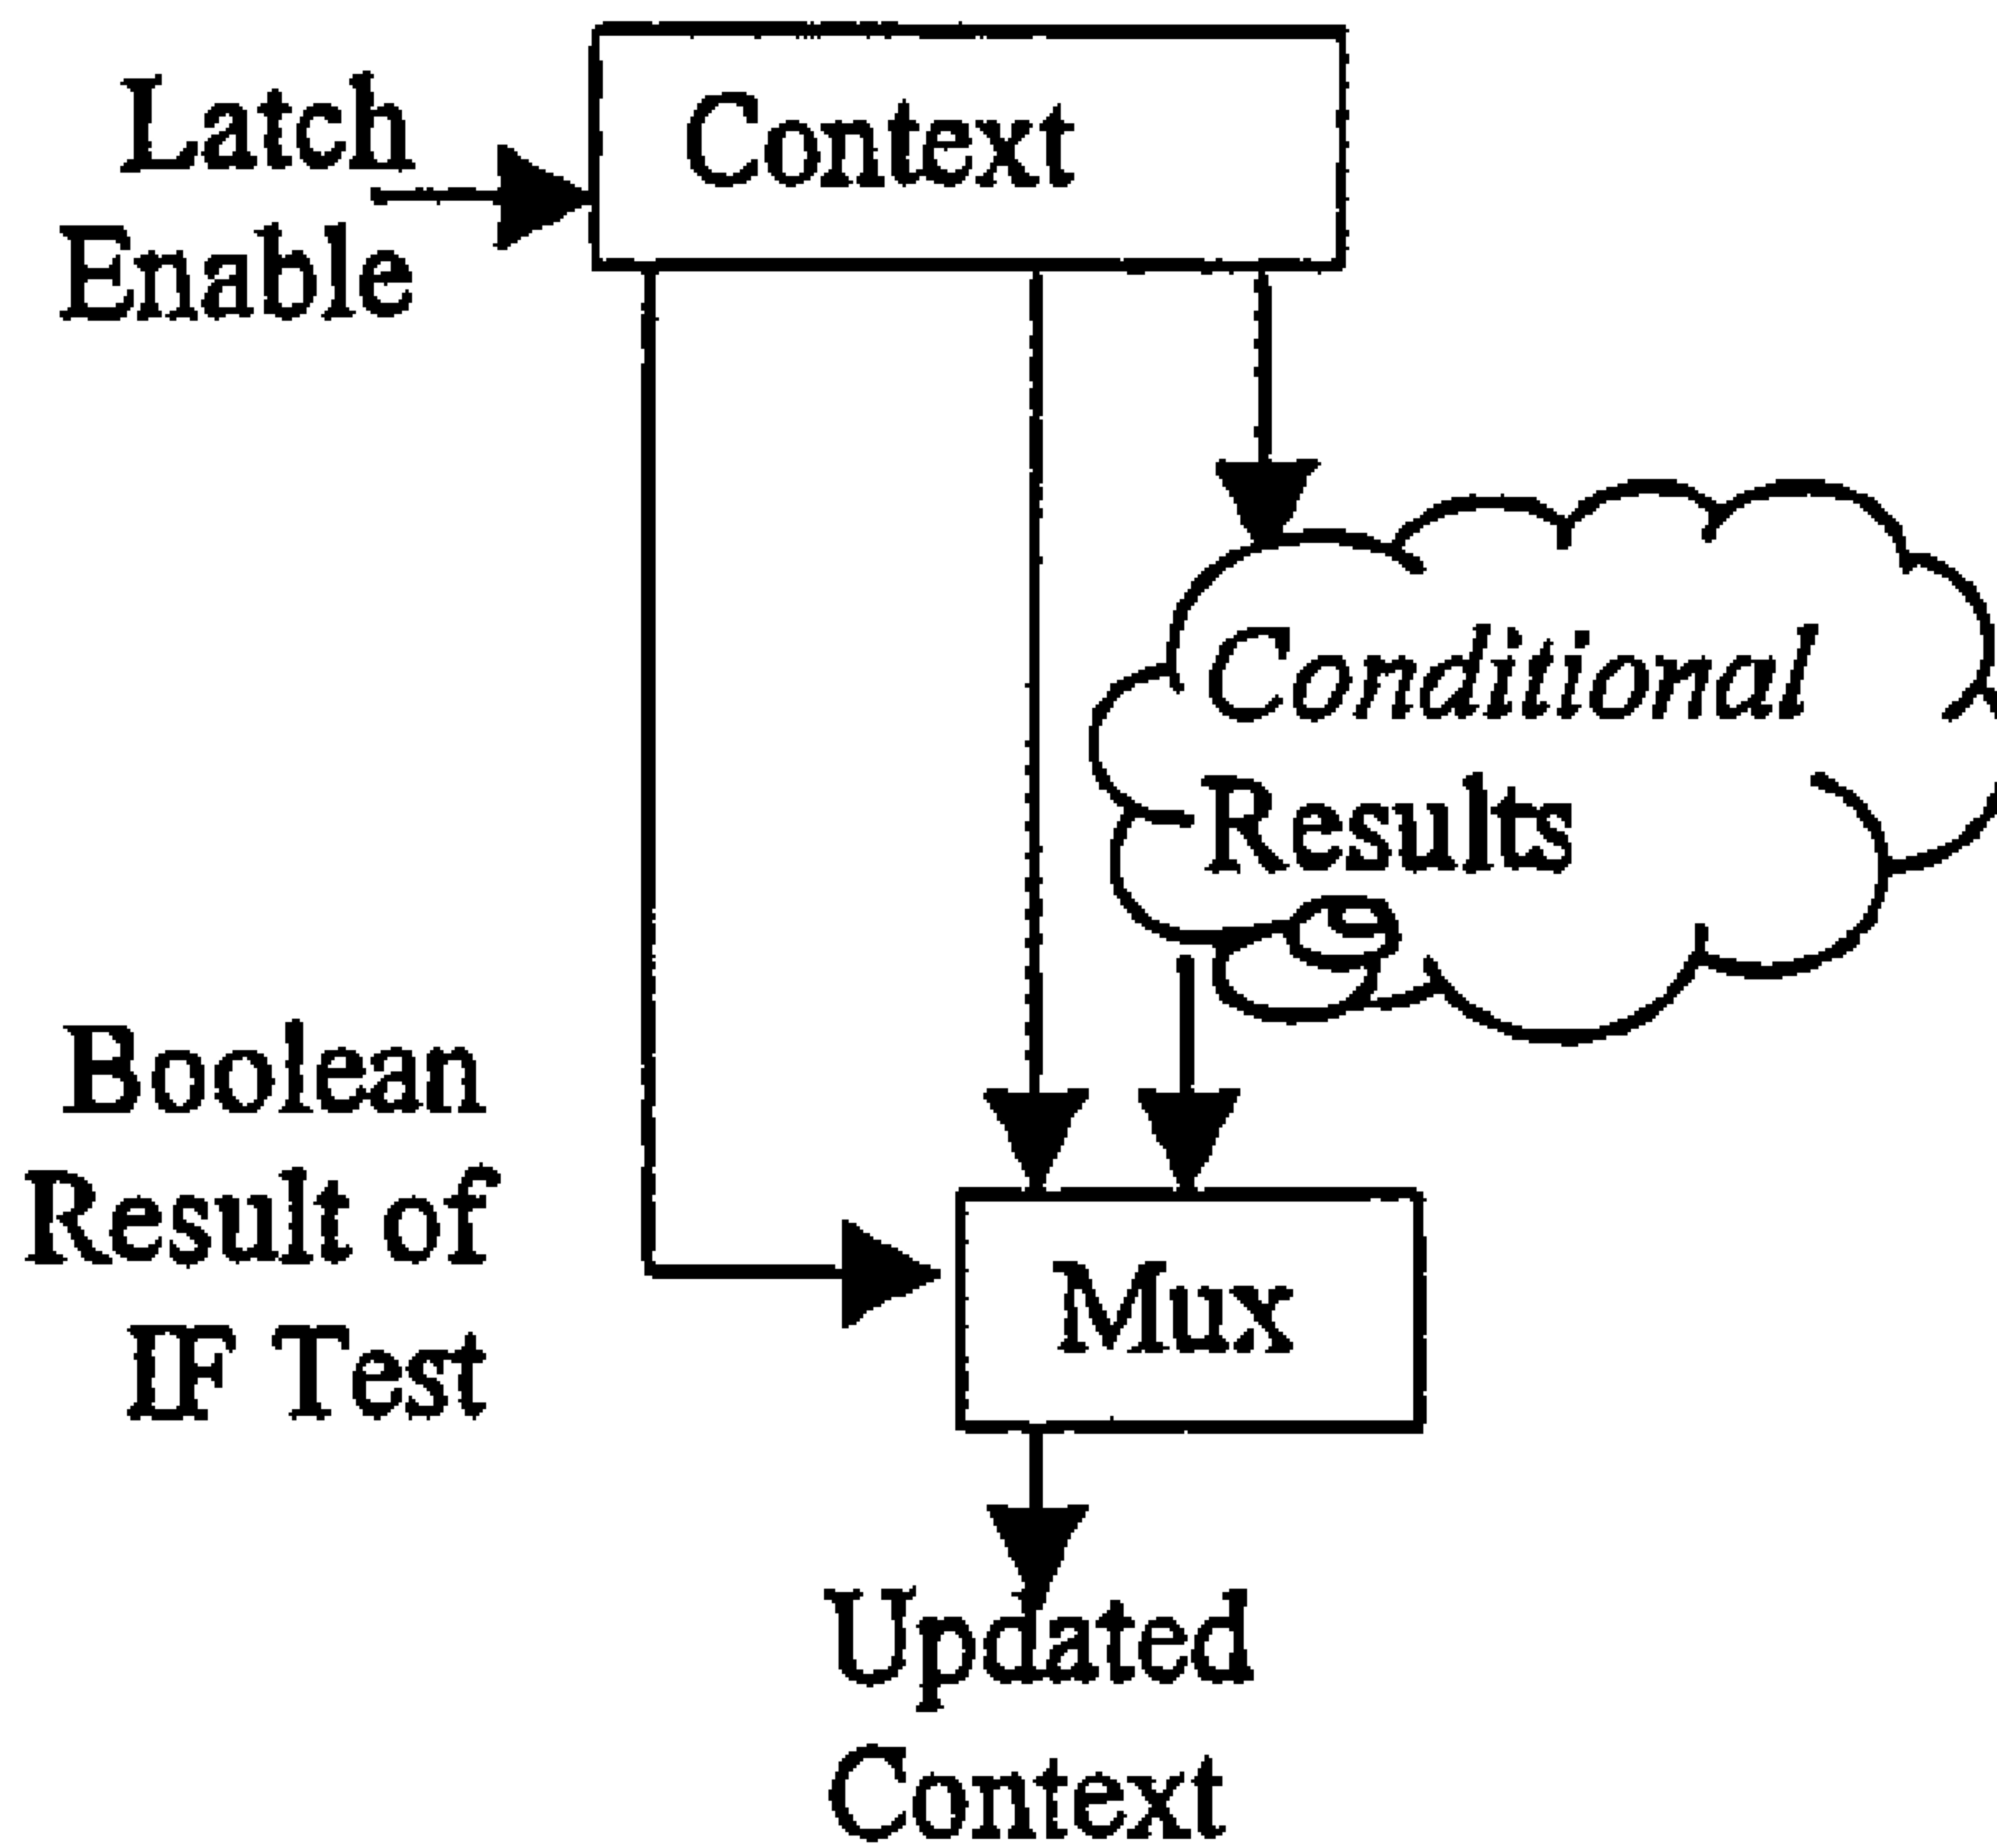 Latch
Enable
Context
Conditional
Results
Boolean
Result of
IF Test
Mux
Updated
Context